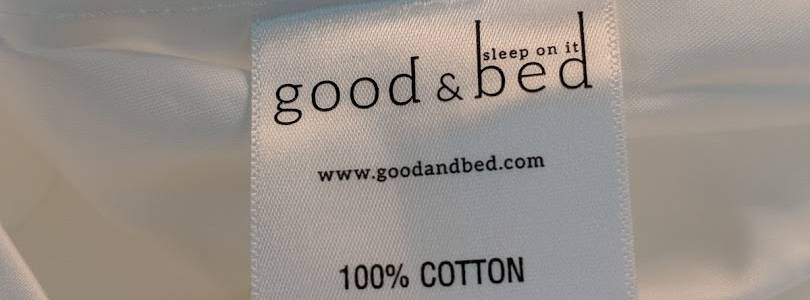 sleep on it
good & bed
www.goodandbed.com
100% COTTON